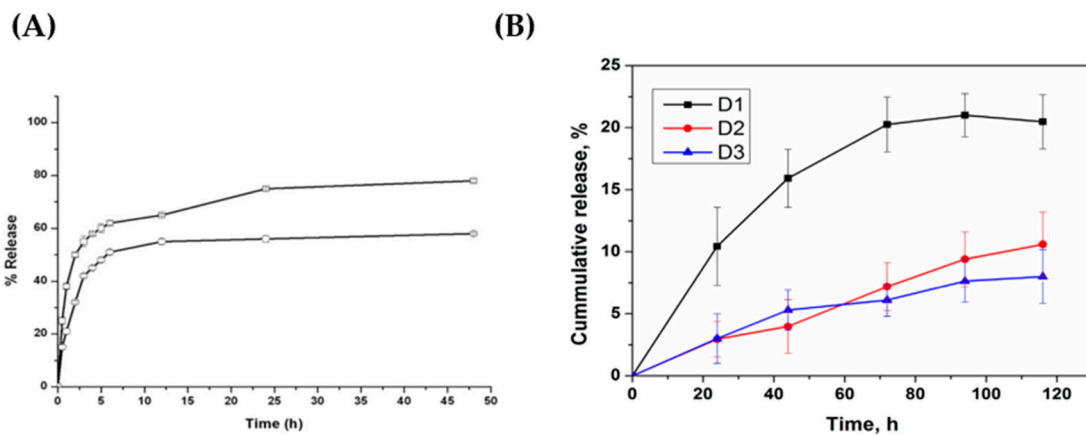 (A)
(B)
% Release
100
80
60
40
20
0
0 5 10 15 20 25 30 35 40 45 50
Time (h)
Cummulative release, %
25
20
15
10
5
0
D1
D2
D3
0 20 40 60 80 100 120
Time, h